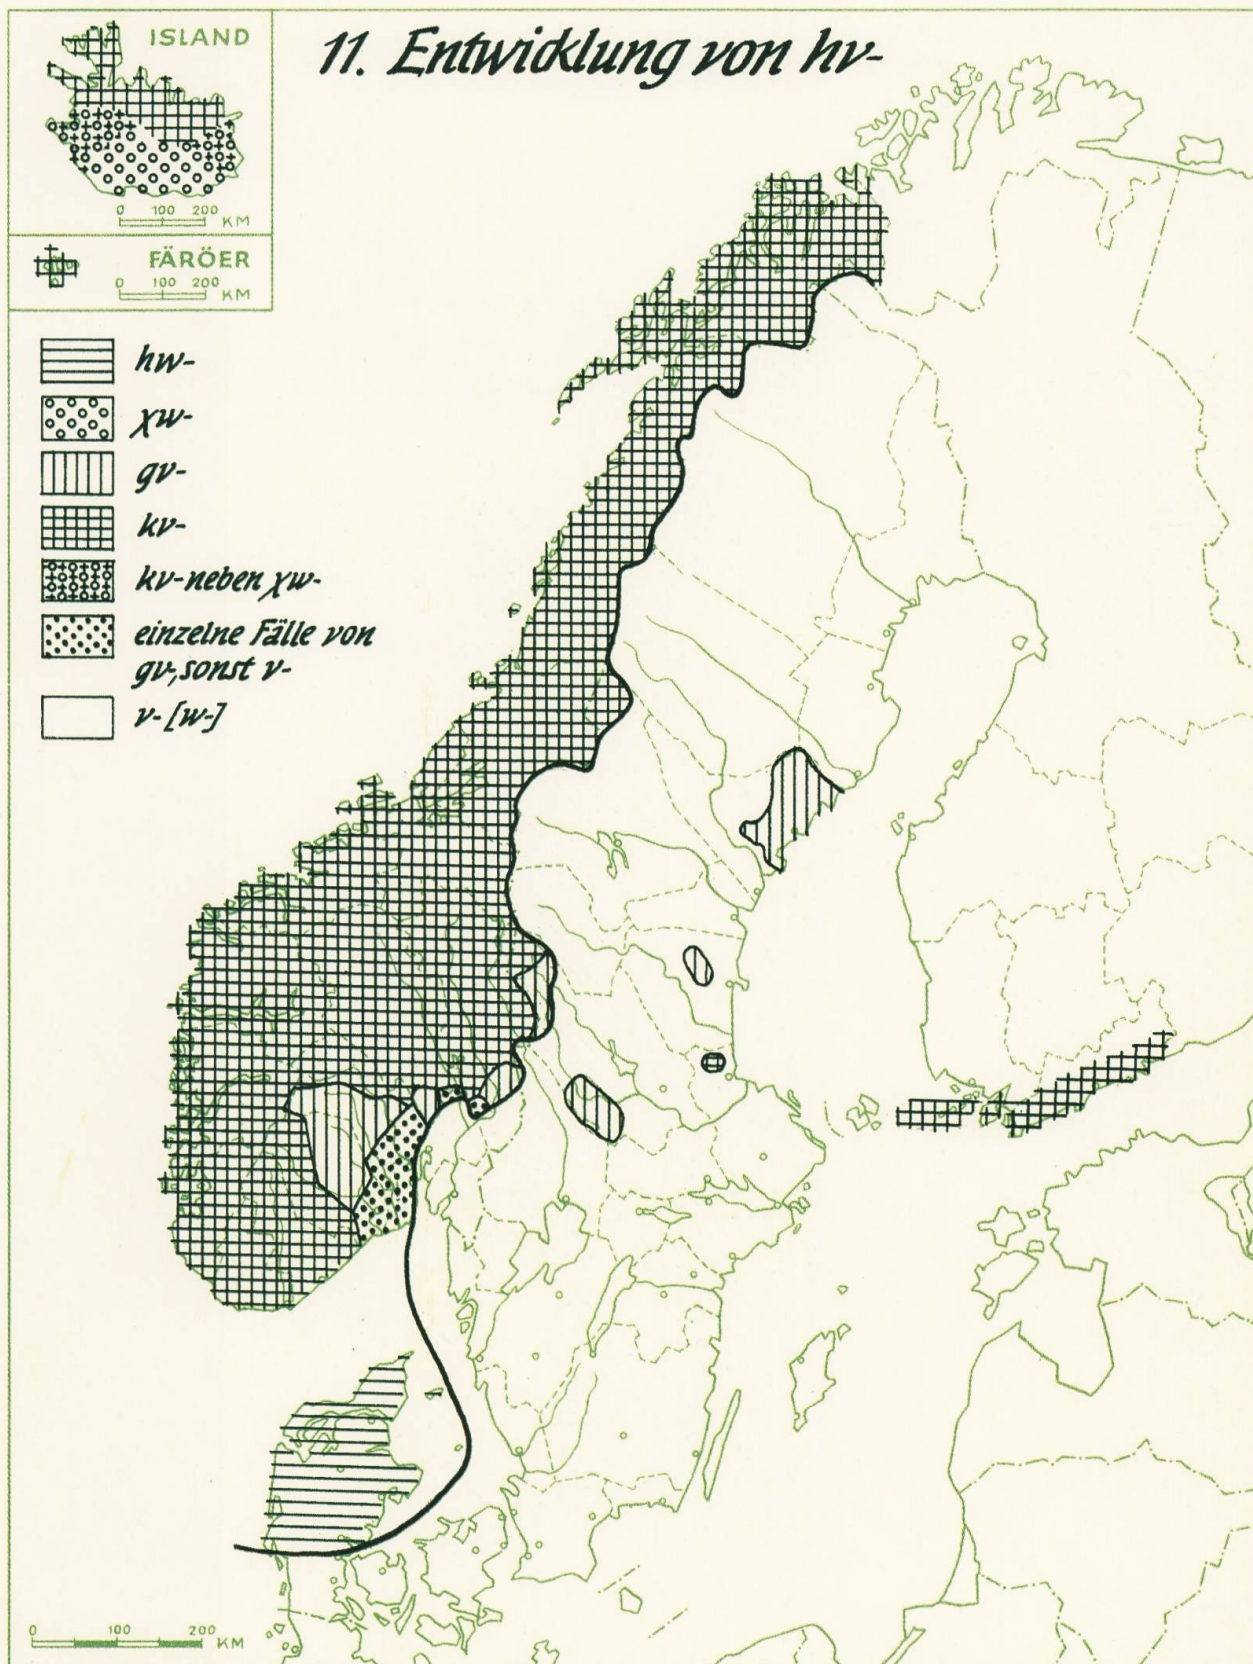 11. Entwicklung von hv-
ISLAND
0 100 200 KM
FÄRÖER
0 100 200 KM
hw-
χw-
gv-
kv-
kv- neben χw-
einzelne Fälle von
gv-, sonst v-
v- [w-]
0 100 200 KM